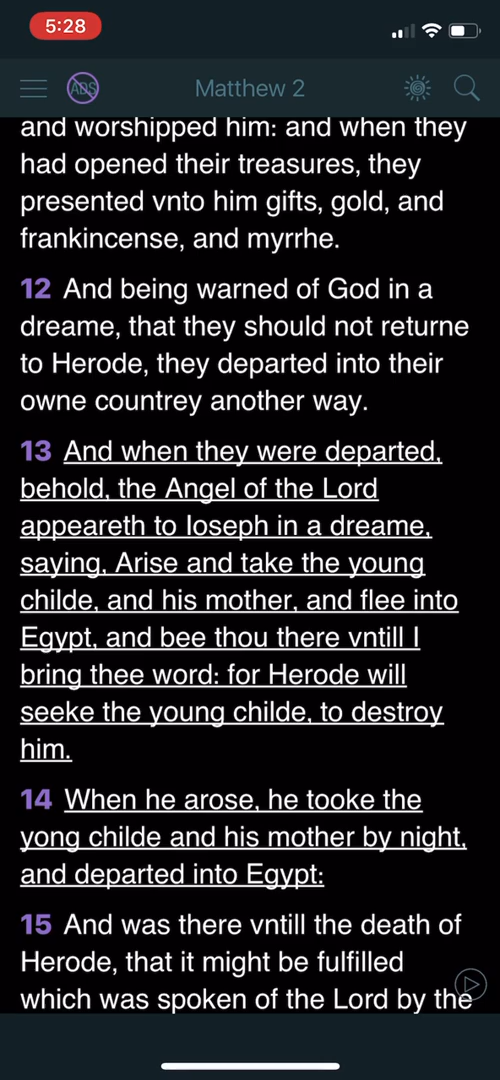 5:28
ADS
Matthew 2
and worshipped him: and when they
had opened their treasures, they
presented vnto him gifts, gold, and
frankincense, and myrrhe.
12 And being warned of God in a
dreame, that they should not returne
to Herode, they departed into their
owne countrey another way.
13 And when they were departed,
behold, the Angel of the Lord
appeareth to Ioseph in a dreame,
saying, Arise and take the young
childe, and his mother, and flee into
Egypt, and bee thou there vntill I
bring thee word: for Herode will
seeke the young childe, to destroy
him.
14 When he arose, he tooke the
yong childe and his mother by night,
and departed into Egypt:
15 And was there vntill the death of
Herode, that it might be fulfilled
which was spoken of the Lord by the